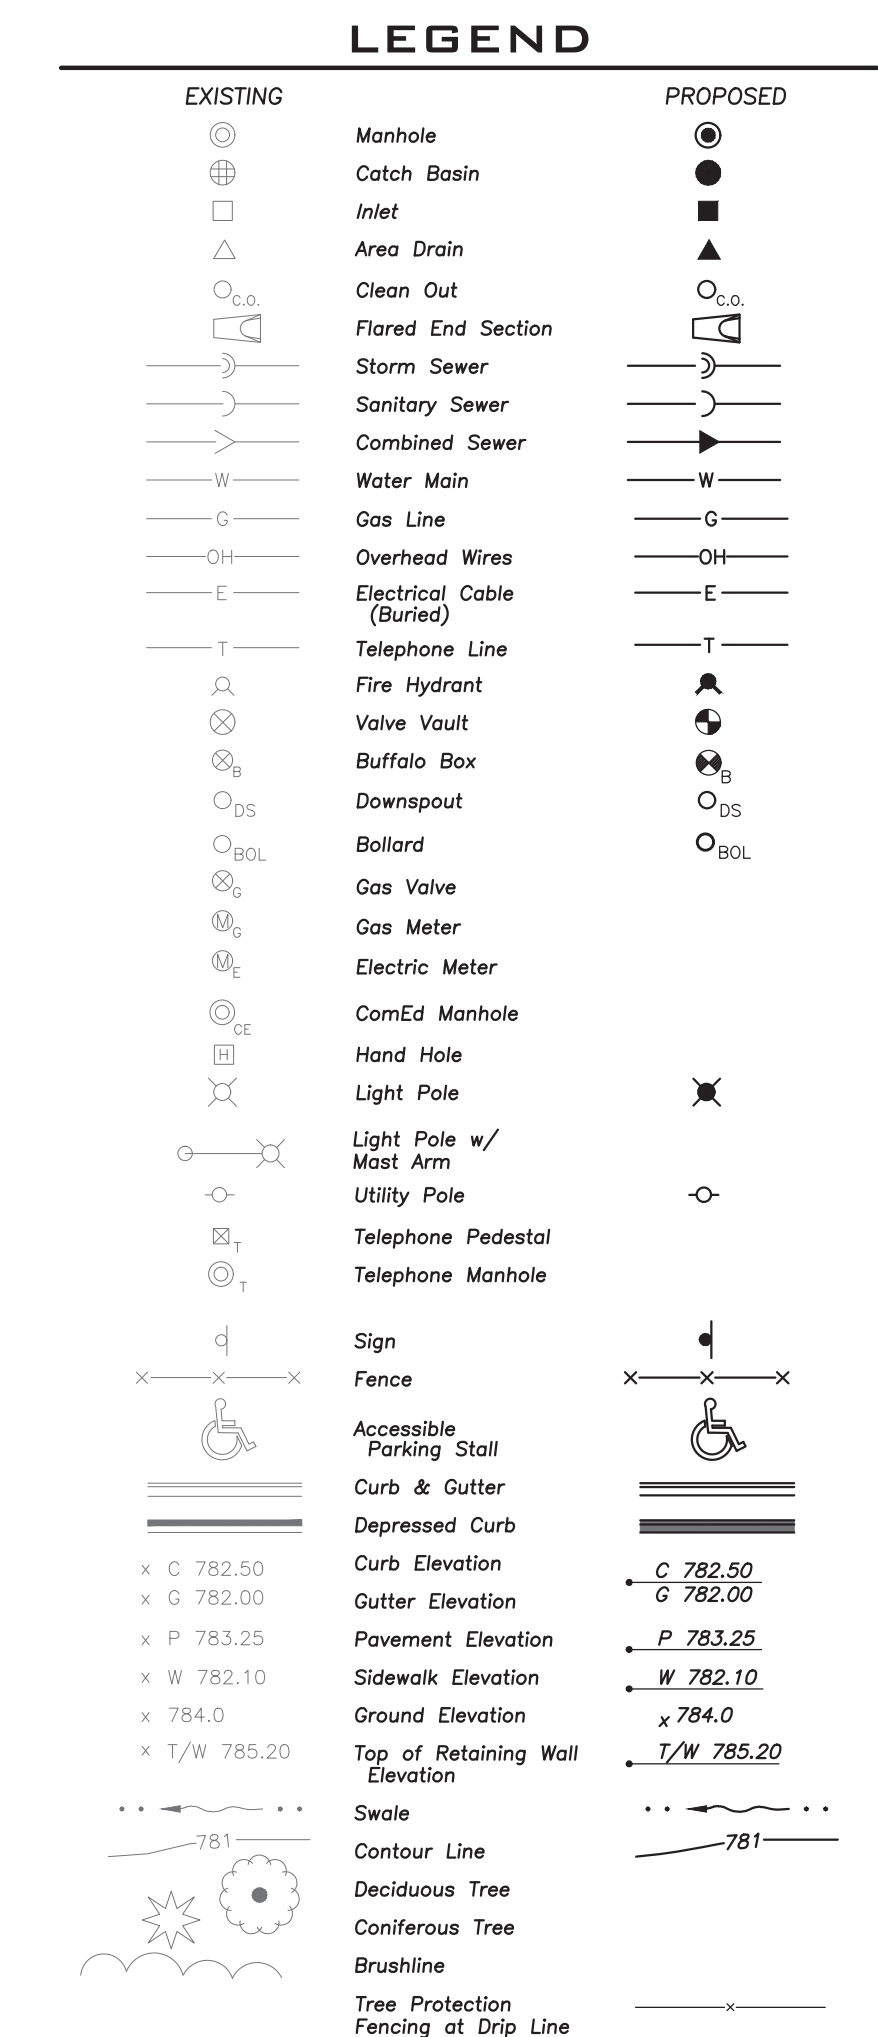 LEGEND
EXISTING PROPOSED
Manhole
Catch Basin
Inlet
Area Drain
C.O. Clean Out C.O.
Flared End Section
Storm Sewer
Sanitary Sewer
Combined Sewer
W Water Main W
G Gas Line G
OH Overhead Wires OH
E Electrical Cable E
(Buried)
T Telephone Line T
Fire Hydrant
Valve Vault
B Buffalo Box B
DS Downspout DS
BOL Bollard BOL
G Gas Valve
M G Gas Meter
M E Electric Meter
CE ComEd Manhole
H Hand Hole
Light Pole
Light Pole w/
Mast Arm
Utility Pole
T Telephone Pedestal
T Telephone Manhole
Sign
Fence
Accessible
Parking Stall
Curb & Gutter
Depressed Curb
x C 782.50 Curb Elevation C 782.50
x G 782.00 Gutter Elevation G 782.00
x P 783.25 Pavement Elevation P 783.25
x W 782.10 Sidewalk Elevation W 782.10
x 784.0 Ground Elevation x 784.0
x T/W 785.20 Top of Retaining Wall T/W 785.20
Elevation
Swale
781 Contour Line 781
Deciduous Tree
Coniferous Tree
Brushline
Tree Protection
Fencing at Drip Line